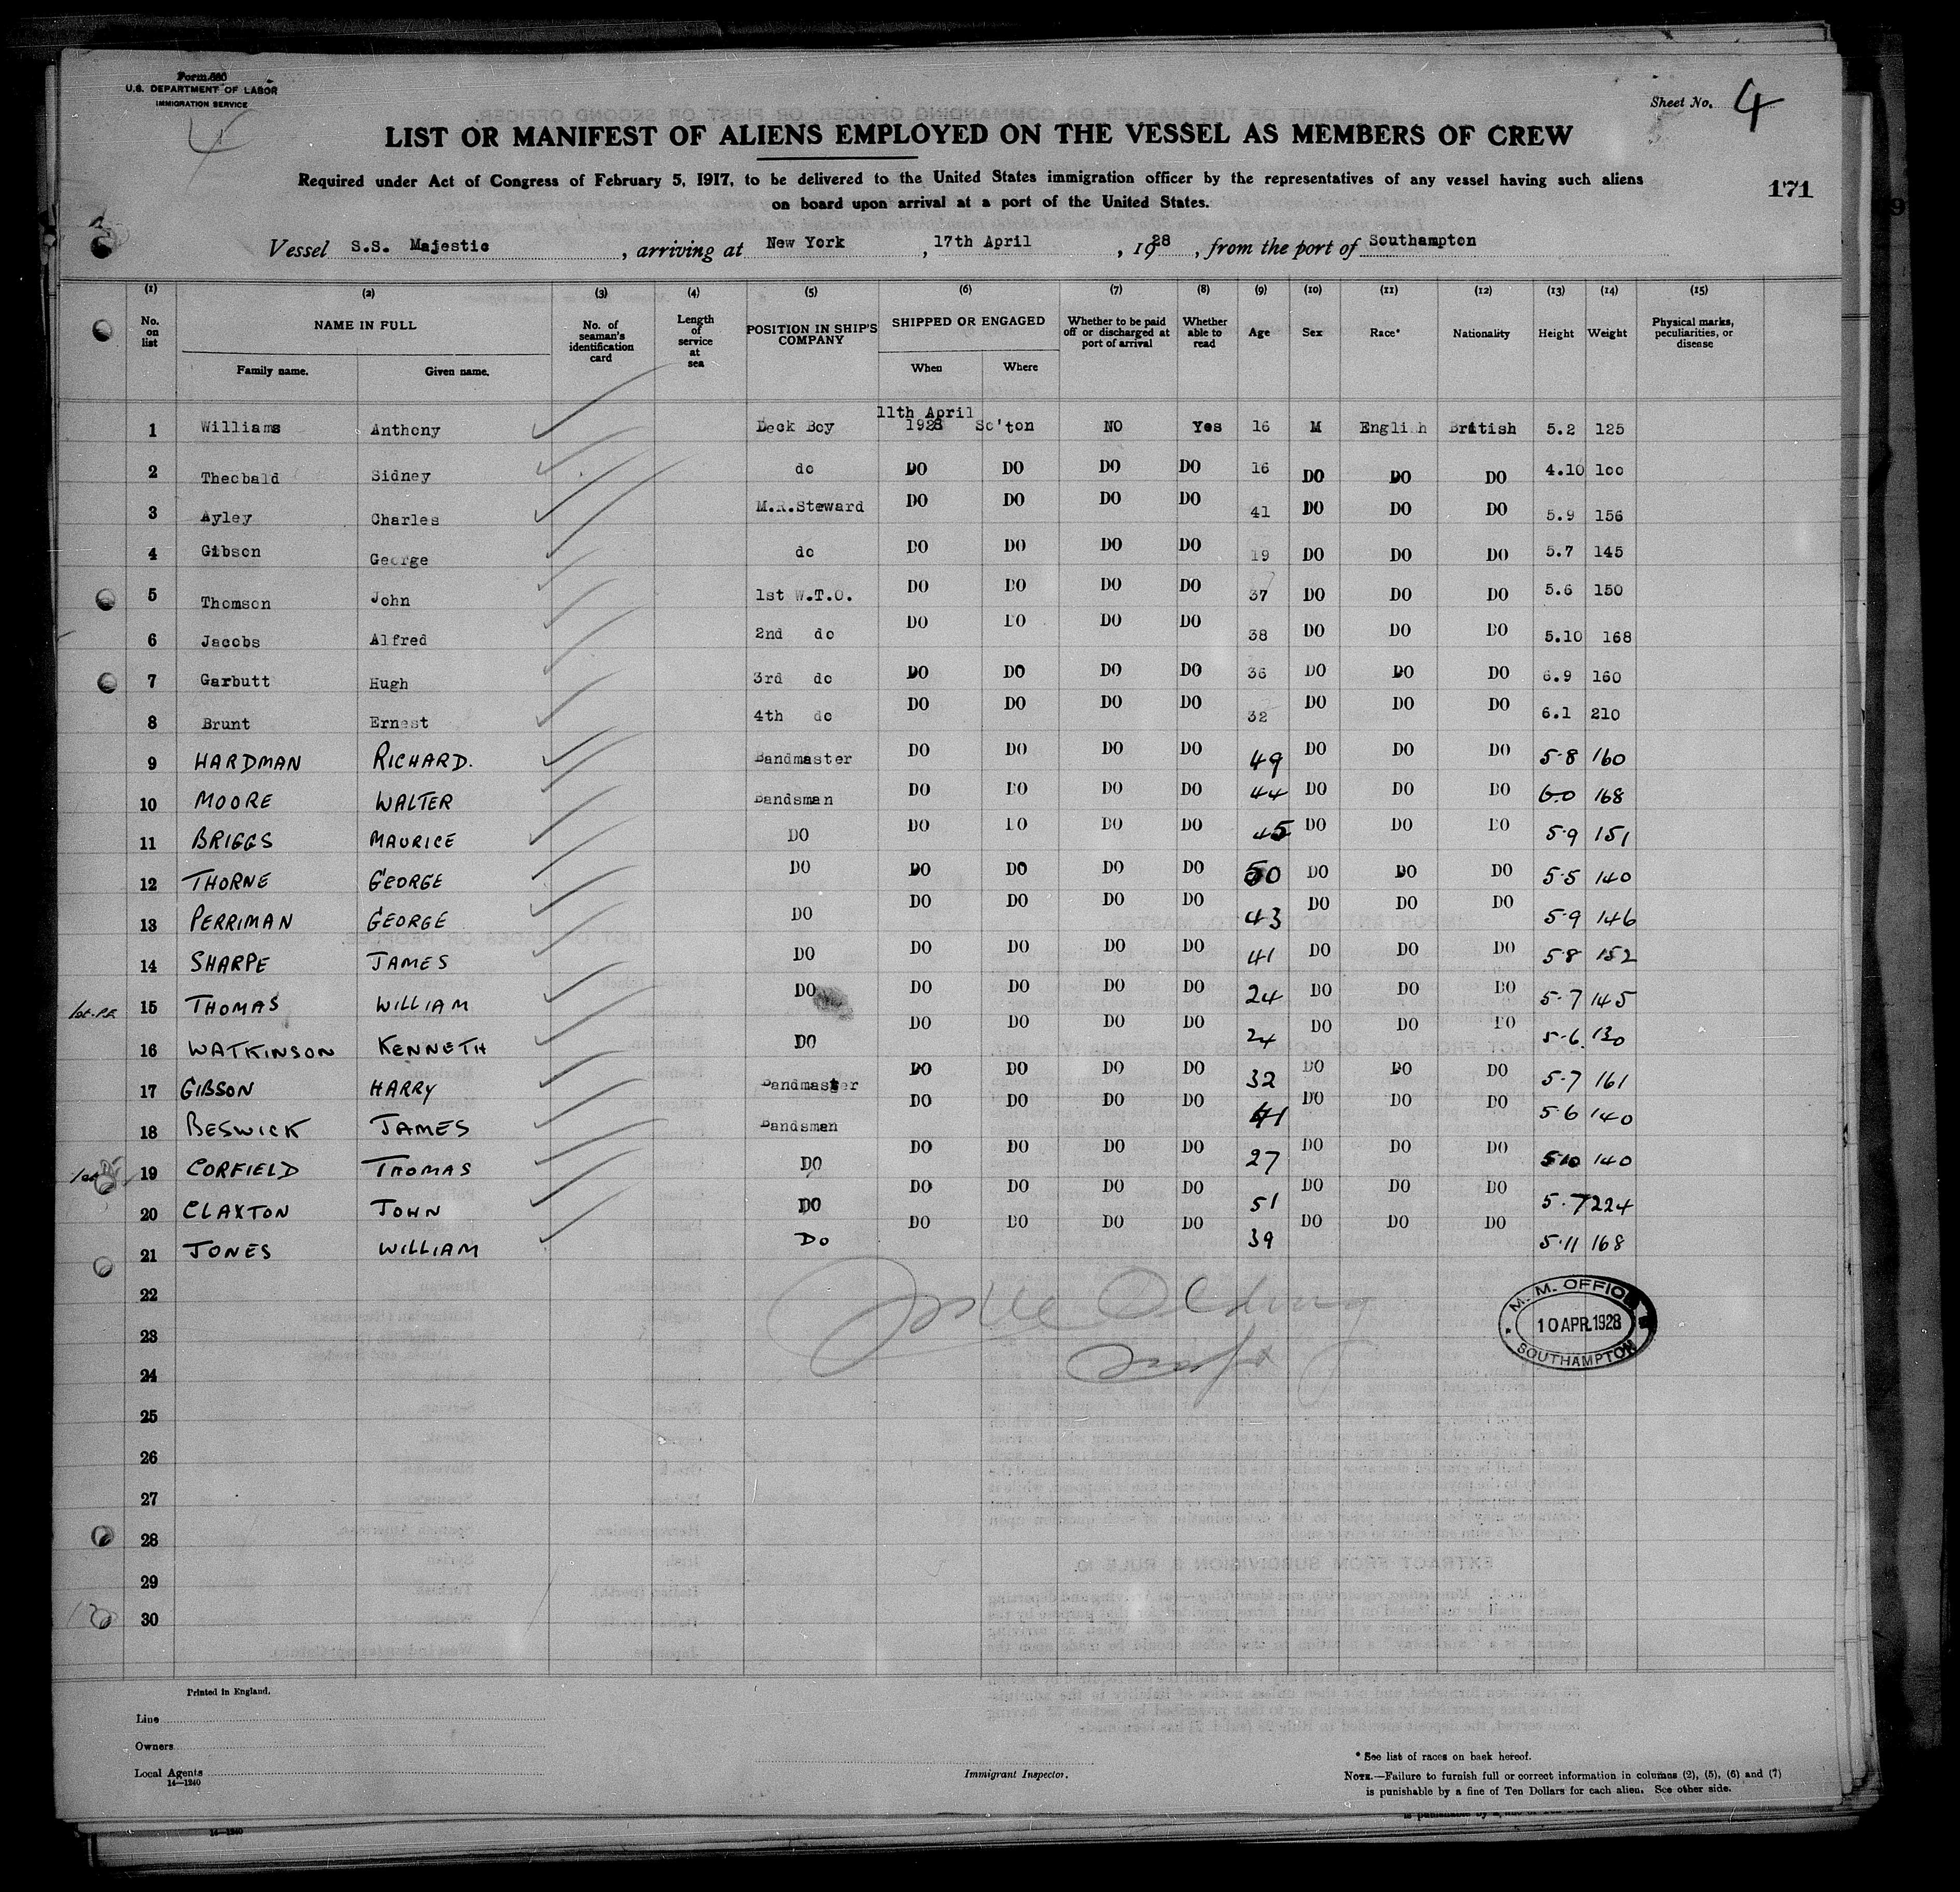 Form 680
U.S. DEPARTMENT OF LABOR
IMMIGRATION SERVICE
4
Sheet No. 4
LIST OR MANIFEST OF ALIENS EMPLOYED ON THE VESSEL AS MEMBERS OF CREW
Required under Act of Congress of February 5, 1917, to be delivered to the United States immigration officer by the representatives of any vessel having such aliens
on board upon arrival at a port of the United States.
171
Vessel S.S. Majestic, arriving at New York, 17th April, 1928, from the port of Southampton
(1) (2) (3) (4) (5) (6) (7) (8) (9) (10) (11) (12) (13) (14) (15)
No. on list NAME IN FULL Family name. Given name. No. of seaman's identification card Length of service at sea POSITION IN SHIP'S COMPANY SHIPPED OR ENGAGED When Where Whether to be paid off or discharged at port of arrival Whether able to read Age Sex Race* Nationality Height Weight Physical marks, peculiarities, or disease
1 Williams Anthony Deck Boy 11th April 1928 So'ton NO Yes 16 M English British 5.2 125
2 Theobald Sidney do DO DO DO DO 16 DO DO DO 4.10 100
3 Ayley Charles M.R.Steward DO DO DO DO 41 DO DO DO 5.9 156
4 Gibson George do DO DO DO DO 19 DO DO DO 5.7 145
5 Thomson John 1st W.T.O. DO DO DO DO 37 DO DO DO 5.6 150
6 Jacobs Alfred 2nd do DO DO DO DO 38 DO DO DO 5.10 168
7 Garbutt Hugh 3rd do DO DO DO DO 36 DO DO DO 6.9 160
8 Brunt Ernest 4th do DO DO DO DO 32 DO DO DO 6.1 210
9 HARDMAN RICHARD. Bandmaster DO DO DO DO 49 DO DO DO 5·8 160
10 MOORE WALTER Bandsman DO DO DO DO 44 DO DO DO 6·0 168
11 BRIGGS MAURICE DO DO DO DO DO 45 DO DO DO 5·9 151
12 THORNE GEORGE DO DO DO DO DO 50 DO DO DO 5·5 140
13 PERRIMAN GEORGE DO DO DO DO DO 43 DO DO DO 5·9 146
14 SHARPE JAMES DO DO DO DO DO 41 DO DO DO 5·8 152
15 THOMAS WILLIAM DO DO DO DO DO 24 DO DO DO 5·7 145
16 WATKINSON KENNETH DO DO DO DO DO 24 DO DO DO 5·6. 130
17 GIBSON HARRY Bandmaster DO DO DO DO 32 DO DO DO 5·7 161
18 BESWICK JAMES Bandsman DO DO DO DO 41 DO DO DO 5·6 140
19 CORFIELD THOMAS DO DO DO DO DO 27 DO DO DO 5·10 140
20 CLAXTON JOHN DO DO DO DO DO 51 DO DO DO 5·7 224
21 JONES WILLIAM DO DO DO DO DO 39 DO DO DO 5·11 168
22
23
24
25
26
27
28
29
30
M. M. OFFICE
10 APR. 1928
SOUTHAMPTON
Printed in England.
Line
Owners
Local Agents
14—1240
Immigrant Inspector.
* See list of races on back hereof.
NOTE.—Failure to furnish full or correct information in columns (2), (5), (6) and (7)
is punishable by a fine of Ten Dollars for each alien. See other side.
14-1240